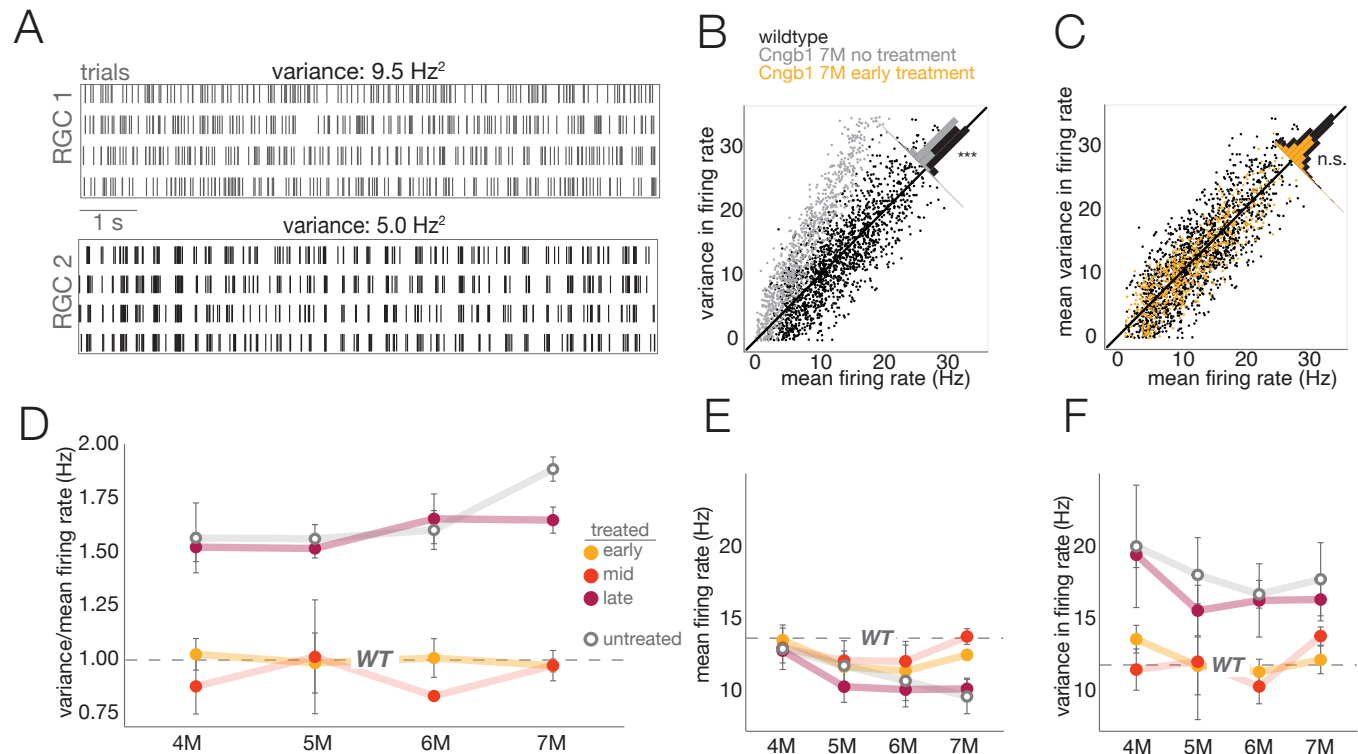 A
trials
variance: 9.5 Hz²
RGC 1
1 s
variance: 5.0 Hz²
RGC 2
B
wildtype
Cngb1 7M no treatment
Cngb1 7M early treatment
variance in firing rate
30
20
10
0
***
0
10
20
30
mean firing rate (Hz)
C
mean variance in firing rate
30
20
10
0
n.s.
10
20
30
mean firing rate (Hz)
D
variance/mean firing rate (Hz)
2.00
1.75
1.50
1.25
1.00
0.75
WT
treated
early
mid
late
untreated
4M
5M
6M
7M
E
mean firing rate (Hz)
20
15
10
WT
4M
5M
6M
7M
F
variance in firing rate (Hz)
20
15
10
WT
4M
5M
6M
7M